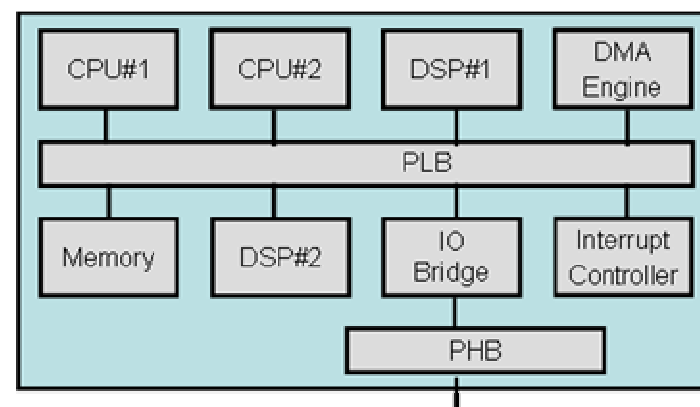 CPU#1
CPU#2
DSP#1
DMA
Engine
PLB
Memory
DSP#2
IO
Bridge
Interrupt
Controller
PHB